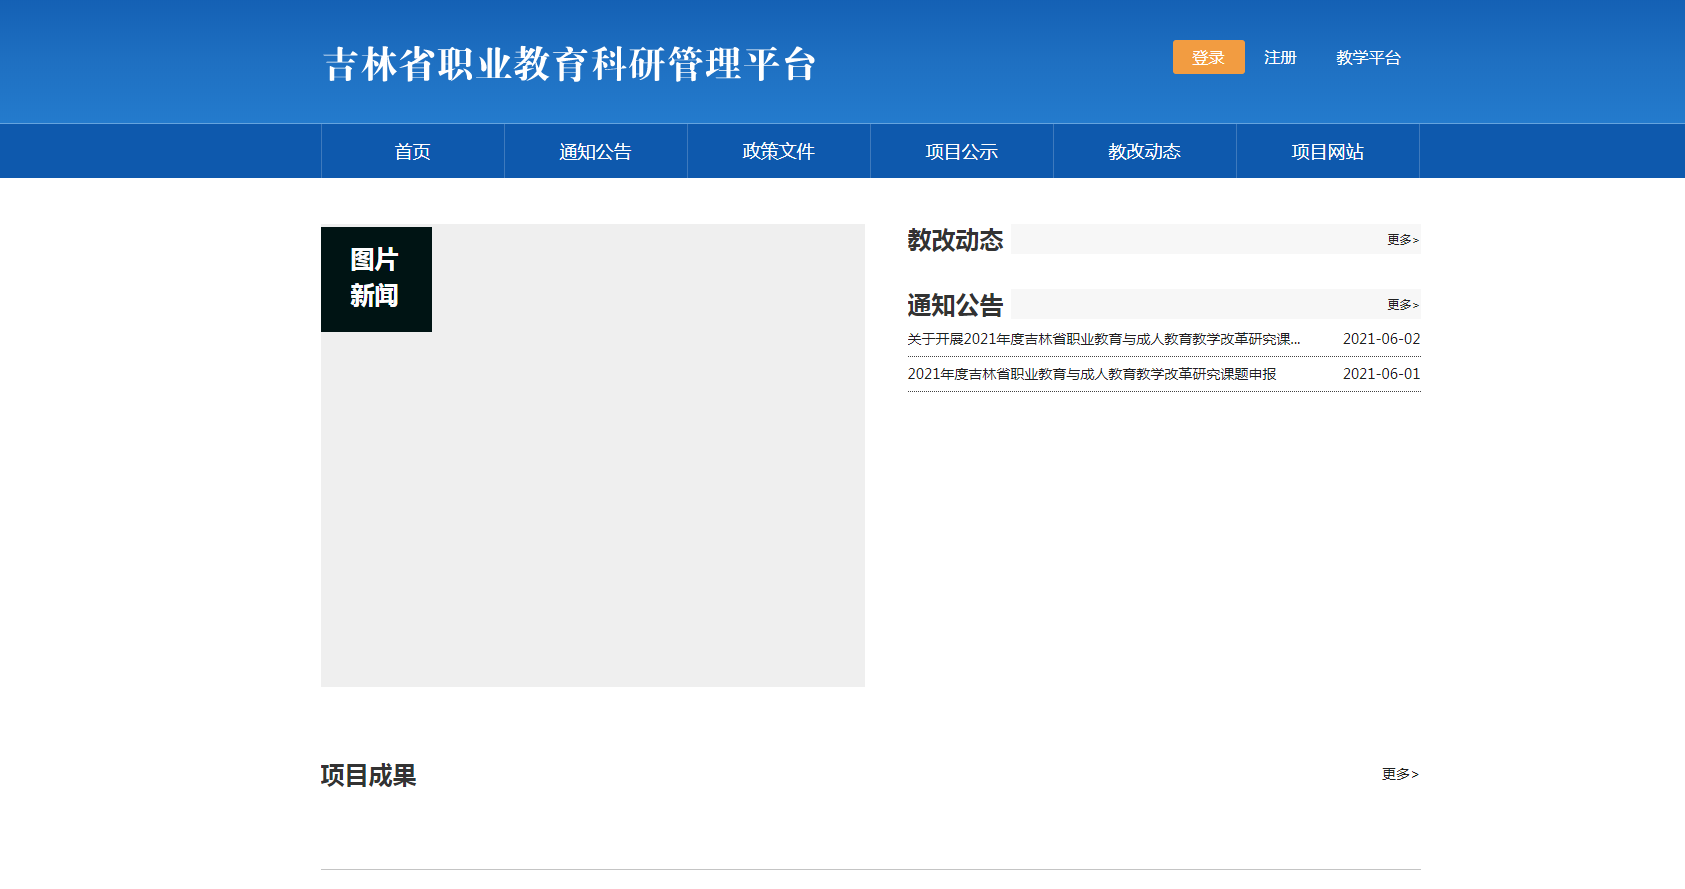 吉林省职业教育科研管理平台
登录
注册
教学平台
首页
通知公告
政策文件
项目公示
教改动态
项目网站
图片
新闻
教改动态
更多>
通知公告
更多>
关于开展2021年度吉林省职业教育与成人教育教学改革研究课... 2021-06-02
2021年度吉林省职业教育与成人教育教学改革研究课题申报 2021-06-01
项目成果
更多>